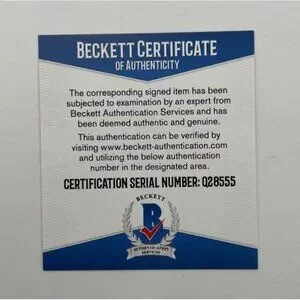 BECKETT CERTIFICATE
OF AUTHENTICITY
The corresponding signed item has been
subjected to examination by an expert from
Beckett Authentication Services and has
been deemed authentic and genuine.
This authentication can be verified by
visiting www.beckett-authentication.com
and utilizing the below authentication
number in the designated area.
CERTIFICATION SERIAL NUMBER: Q28555
BECKETT
B
AUTHENTICATION
SERVICES